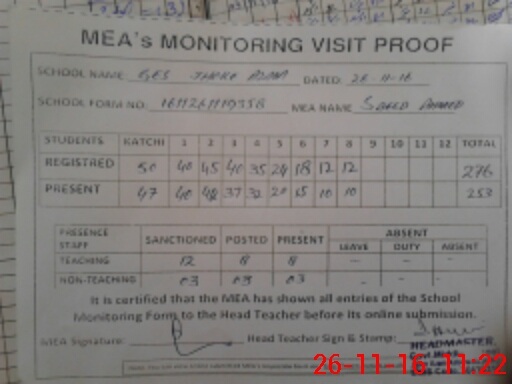 MEA's MONITORING VISIT PROOF
SCHOOL NAME GES DATED: 26-11-16
SCHOOL FORM NO: MEA NAME SAEED AHMED
STUDENTS KATCHI 1 2 3 4 5 6 7 8 9 10 11 12 TOTAL
REGISTRED 50 40 45 40 35 24 18 12 12 276
PRESENT 47 40 42 37 32 20 15 10 10 253
PRESENCE STAFF SANCTIONED POSTED PRESENT ABSENT
LEAVE DUTY ABSENT
TEACHING 12 8 8 - - -
NON-TEACHING 03 03 03 - - -
It is certified that the MEA has shown all entries of the School
Monitoring Form to the Head Teacher before its online submission.
MEA Signature: Head Teacher Sign & Stamp:
HEADMASTER
26-11-16 11:22